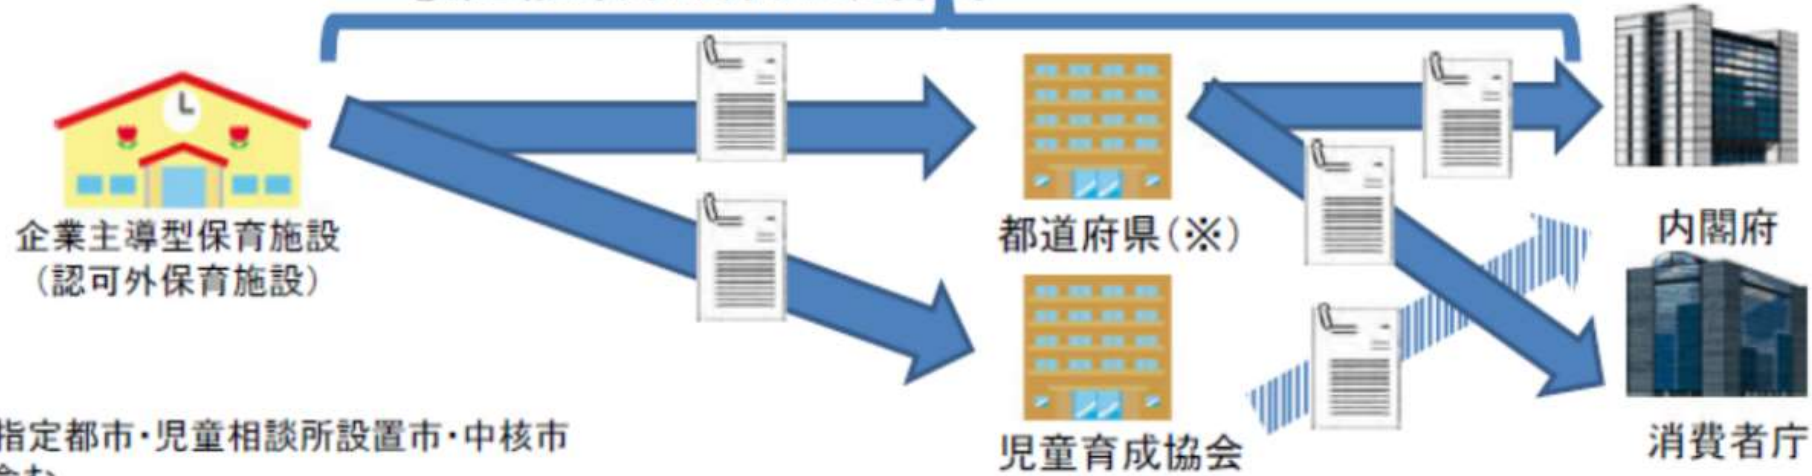 企業主導型保育施設
(認可外保育施設)
都道府県(※)
内閣府
児童育成協会
消費者庁
指定都市・児童相談所設置市・中核市